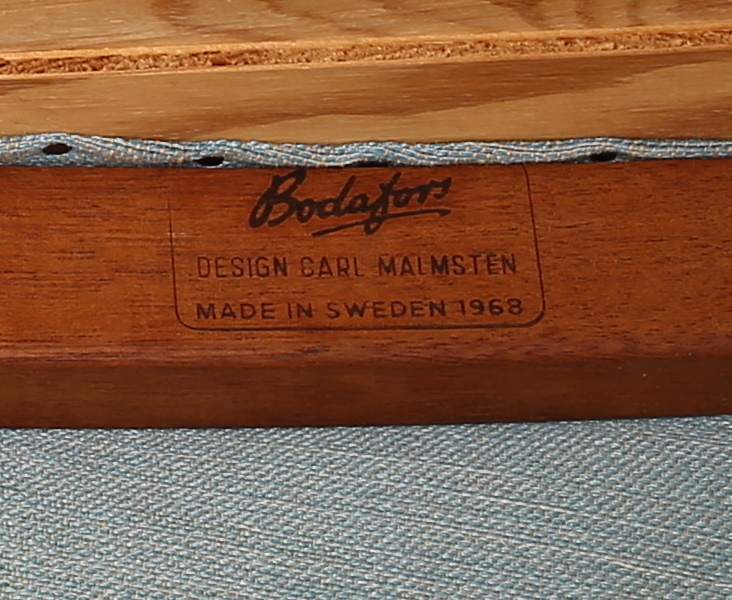 Bodafors
DESIGN CARL MALMSTEN
MADE IN SWEDEN 1968